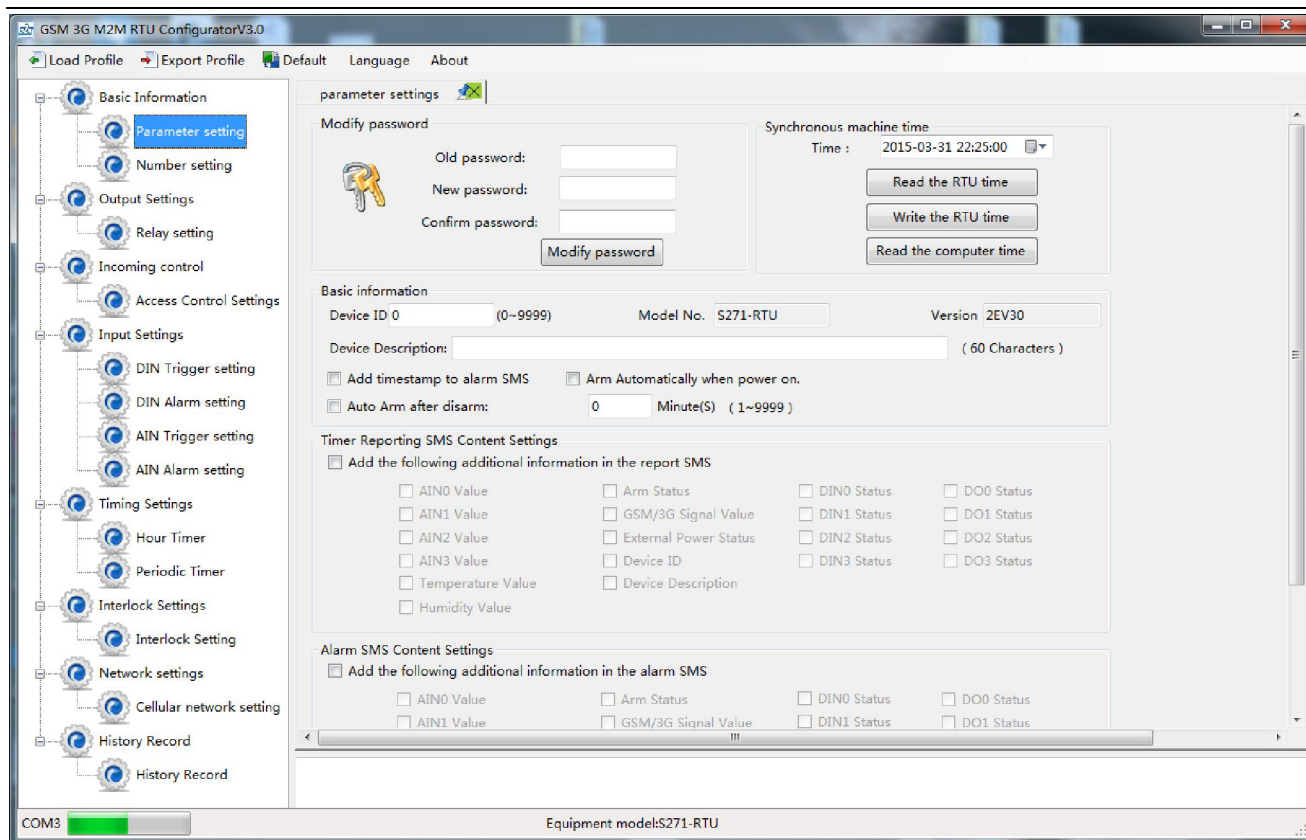 GSM 3G M2M RTU ConfiguratorV3.0
Load Profile Export Profile Default Language About
Basic Information
Parameter setting
Number setting
Output Settings
Relay setting
Incoming control
Access Control Settings
Input Settings
DIN Trigger setting
DIN Alarm setting
AIN Trigger setting
AIN Alarm setting
Timing Settings
Hour Timer
Periodic Timer
Interlock Settings
Interlock Setting
Network settings
Cellular network setting
History Record
History Record
parameter settings
Modify password
Old password:
New password:
Confirm password:
Modify password
Synchronous machine time
Time : 2015-03-31 22:25:00
Read the RTU time
Write the RTU time
Read the computer time
Basic information
Device ID 0 (0~9999) Model No. S271-RTU Version 2EV30
Device Description: ( 60 Characters )
Add timestamp to alarm SMS Arm Automatically when power on.
Auto Arm after disarm: 0 Minute(S) ( 1~9999 )
Timer Reporting SMS Content Settings
Add the following additional information in the report SMS
AIN0 Value Arm Status DIN0 Status DO0 Status
AIN1 Value GSM/3G Signal Value DIN1 Status DO1 Status
AIN2 Value External Power Status DIN2 Status DO2 Status
AIN3 Value Device ID DIN3 Status DO3 Status
Temperature Value Device Description
Humidity Value
Alarm SMS Content Settings
Add the following additional information in the alarm SMS
AIN0 Value Arm Status DIN0 Status DO0 Status
AIN1 Value GSM/3G Signal Value DIN1 Status DO1 Status
COM3 Equipment model:S271-RTU